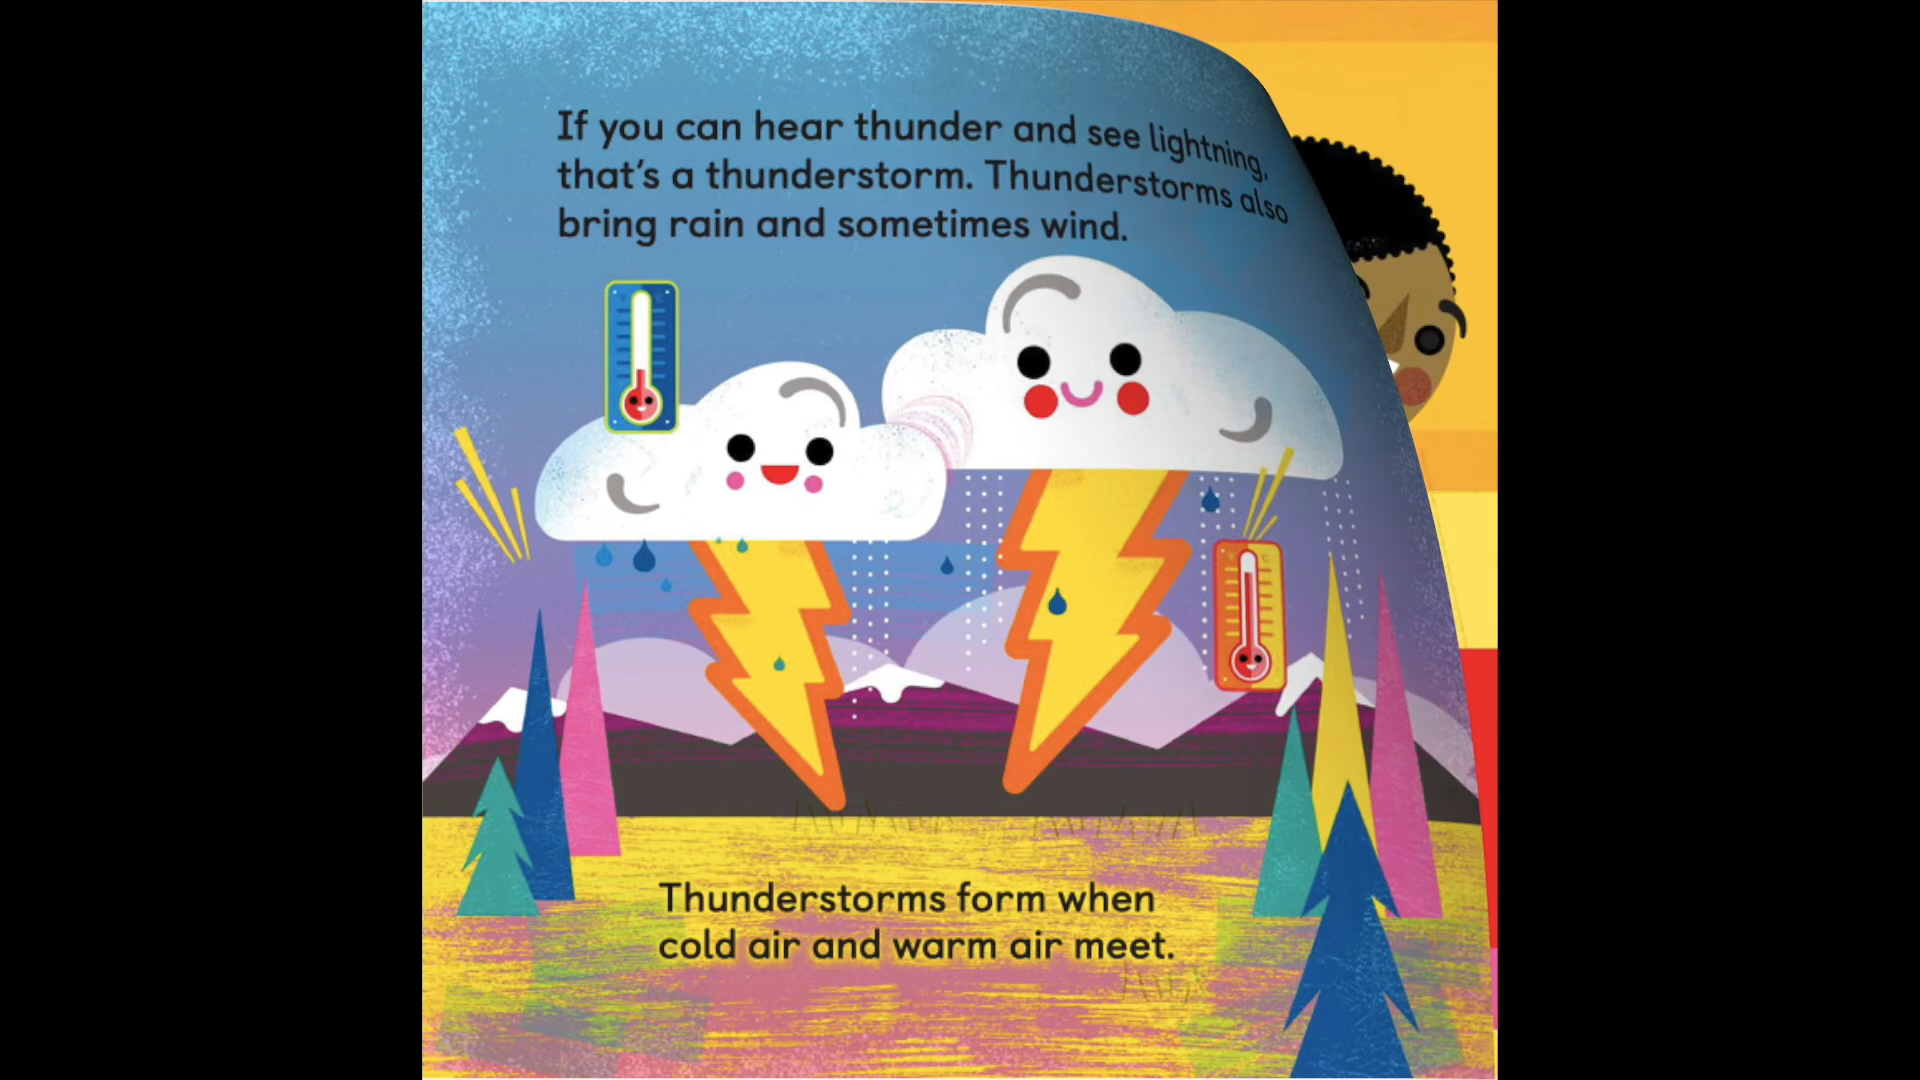 If you can hear thunder and see lightning,
that's a thunderstorm. Thunderstorms also
bring rain and sometimes wind.
Thunderstorms form when
cold air and warm air meet.